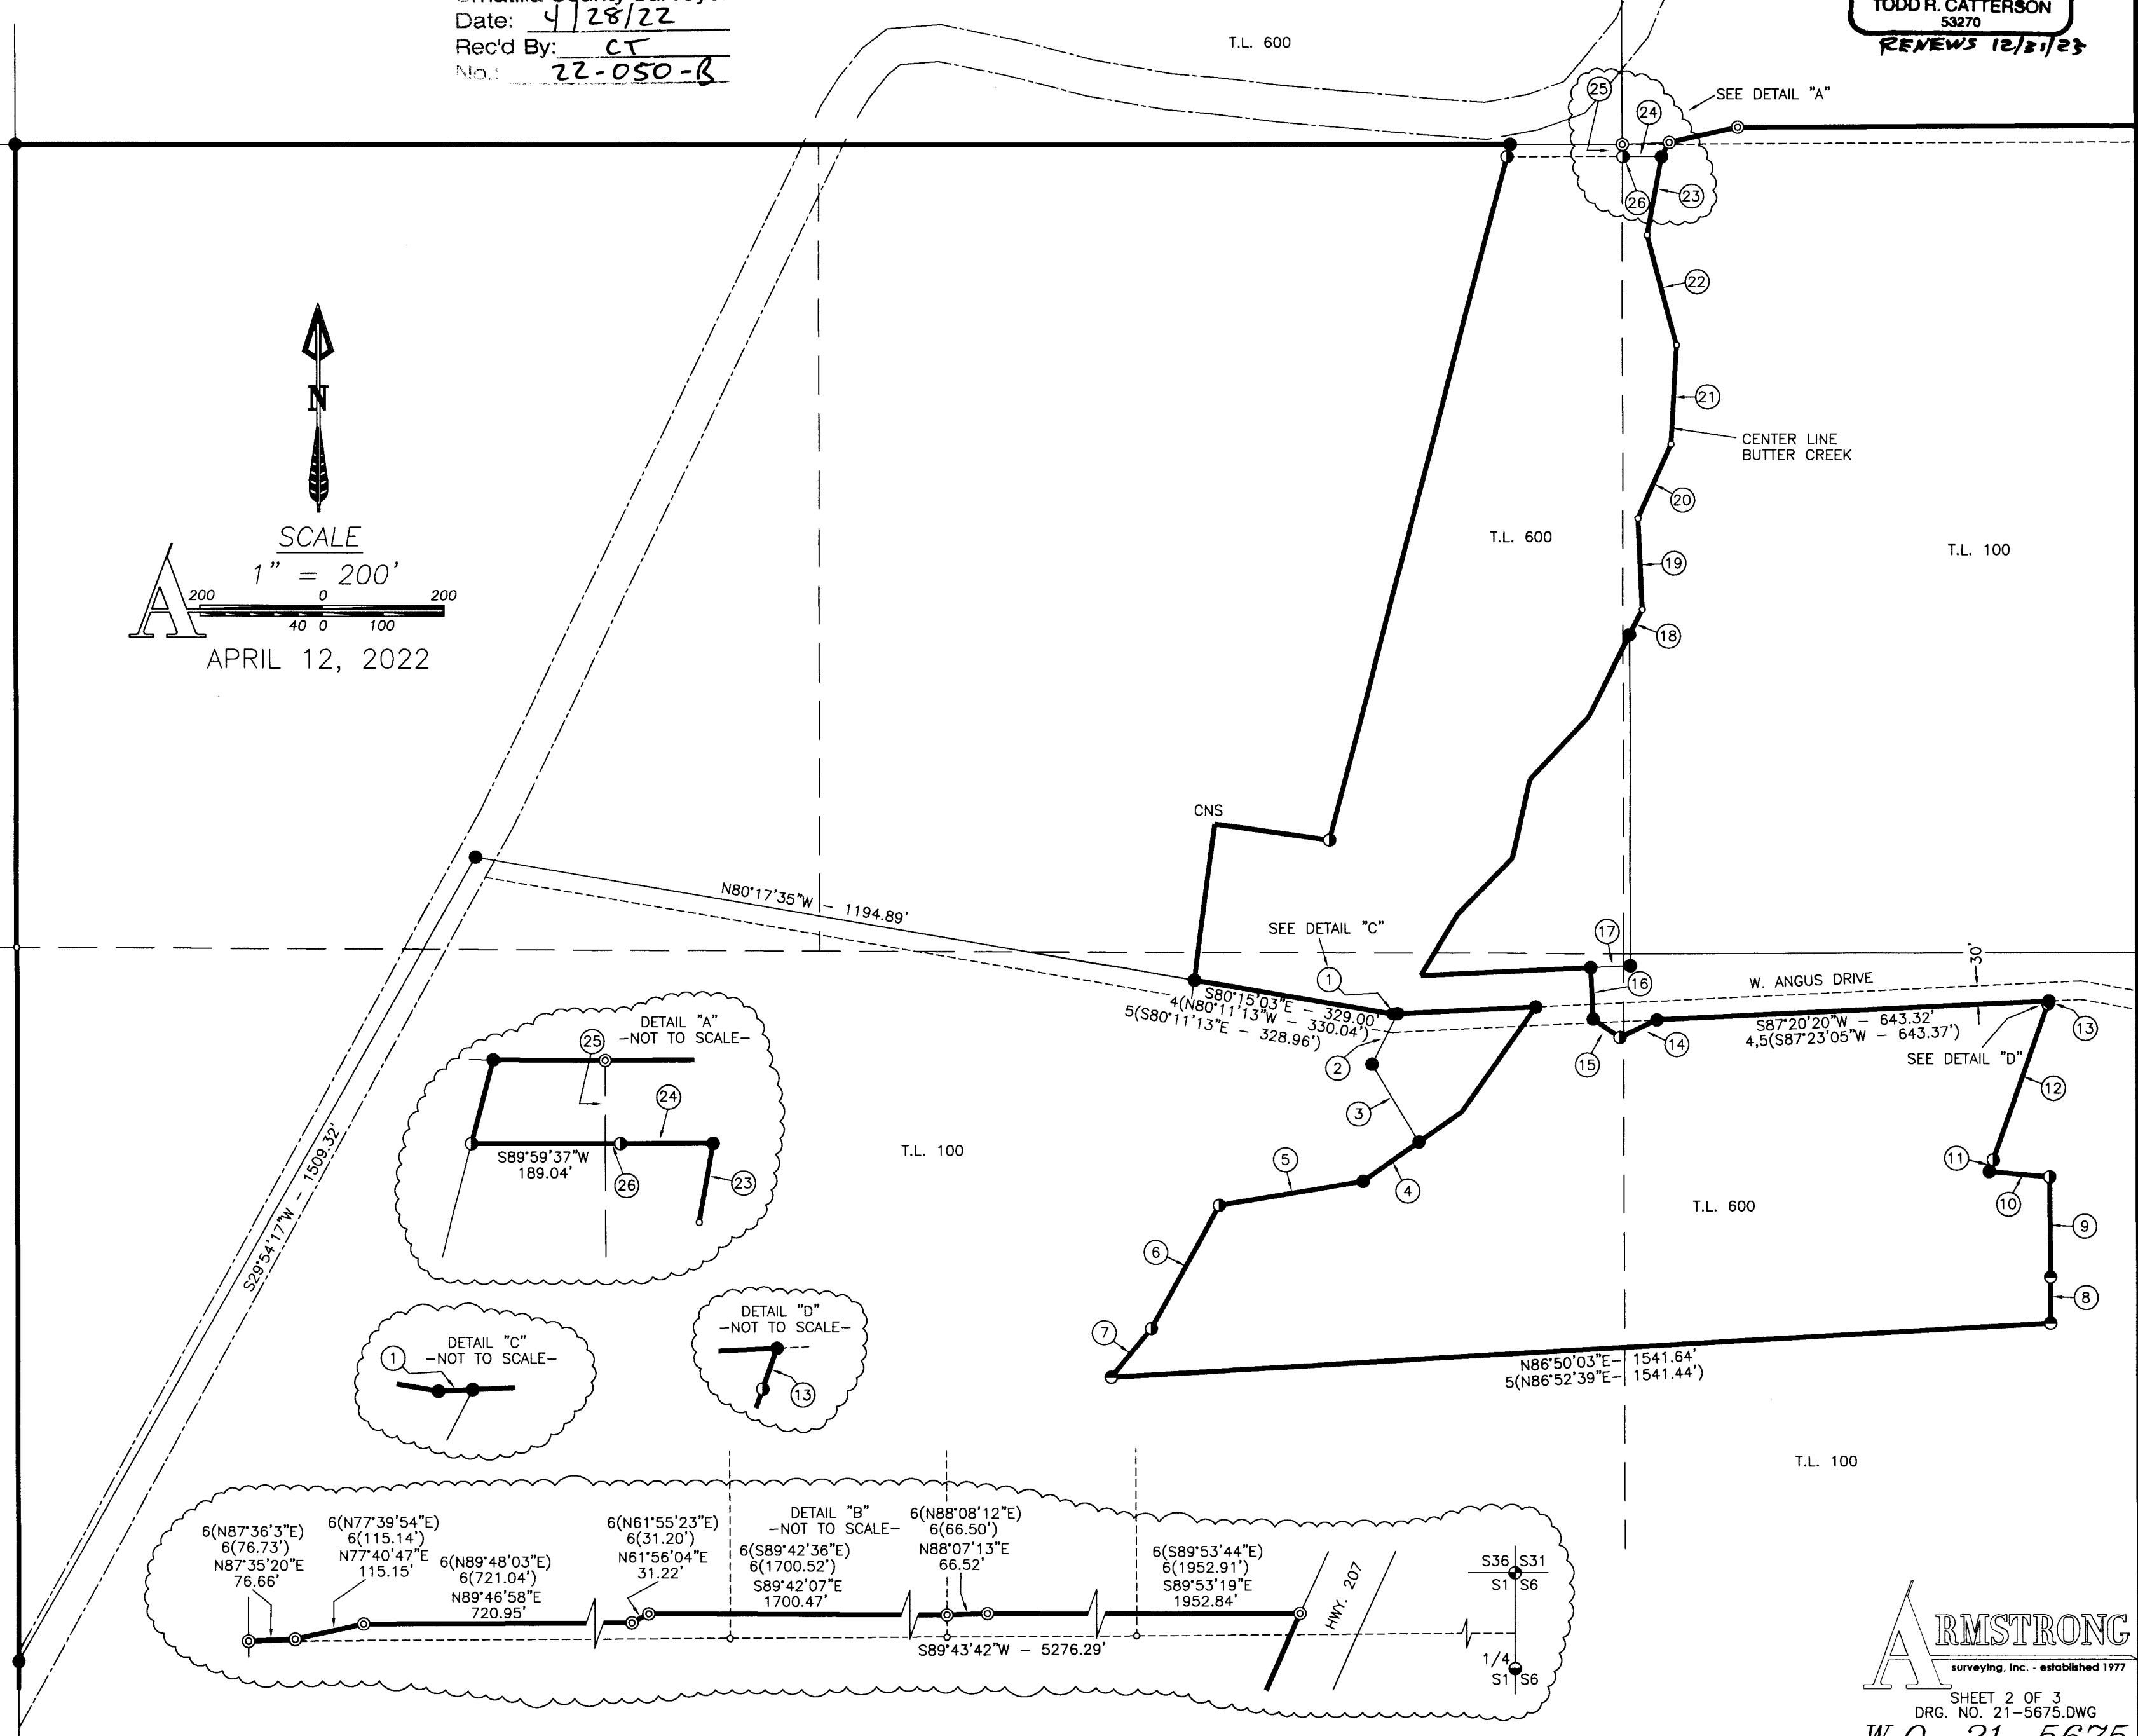 Umatilla County Surveyor
Date: 4/28/22
Rec'd By: CT
No.: 22-050-B
TODD R. CATTERSON
53270
RENEWS 12/31/23
T.L. 600
25
SEE DETAIL "A"
24
26
23
22
21
CENTER LINE
BUTTER CREEK
20
T.L. 600
T.L. 100
19
18
N
SCALE
1" = 200'
200 0 200
40 0 100
A
APRIL 12, 2022
CNS
N80°17'35"W - 1194.89'
SEE DETAIL "C"
17
1
16
W. ANGUS DRIVE
30'
S80°15'03"E - 329.00'
4(N80°11'13"W - 330.04')
5(S80°11'13"E - 328.96')
S87°20'20"W - 643.32'
4,5(S87°23'05"W - 643.37')
13
SEE DETAIL "D"
2
15
14
12
3
DETAIL "A"
-NOT TO SCALE-
25
24
S89°59'37"W
189.04'
26
23
T.L. 100
S29°54'17"W - 1509.32'
5
4
11
10
T.L. 600
9
6
8
7
DETAIL "C"
-NOT TO SCALE-
1
DETAIL "D"
-NOT TO SCALE-
13
N86°50'03"E- 1541.64'
5(N86°52'39"E- 1541.44')
T.L. 100
DETAIL "B"
-NOT TO SCALE-
6(N87°36'3"E)
6(76.73')
N87°35'20"E
76.66'
6(N77°39'54"E)
6(115.14')
N77°40'47"E
115.15'
6(N89°48'03"E)
6(721.04')
N89°46'58"E
720.95'
6(N61°55'23"E)
6(31.20')
N61°56'04"E
31.22'
6(S89°42'36"E)
6(1700.52')
S89°42'07"E
1700.47'
6(N88°08'12"E)
6(66.50')
N88°07'13"E
66.52'
6(S89°53'44"E)
6(1952.91')
S89°53'19"E
1952.84'
HWY. 207
S89°43'42"W - 5276.29'
S36 S31
S1 S6
1/4
S1 S6
ARMSTRONG
surveying, inc. - established 1977
SHEET 2 OF 3
DRG. NO. 21-5675.DWG
W.O. 21-5675